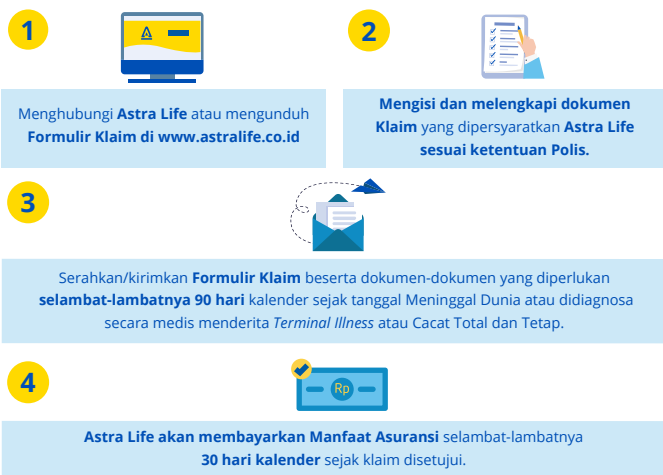 1
Menghubungi Astra Life atau mengunduh
Formulir Klaim di www.astralife.co.id
2
Mengisi dan melengkapi dokumen
Klaim yang dipersyaratkan Astra Life
sesuai ketentuan Polis.
3
Serahkan/kirimkan Formulir Klaim beserta dokumen-dokumen yang diperlukan
selambat-lambatnya 90 hari kalender sejak tanggal Meninggal Dunia atau didiagnosa
secara medis menderita Terminal Illness atau Cacat Total dan Tetap.
4
Rp
Astra Life akan membayarkan Manfaat Asuransi selambat-lambatnya
30 hari kalender sejak klaim disetujui.